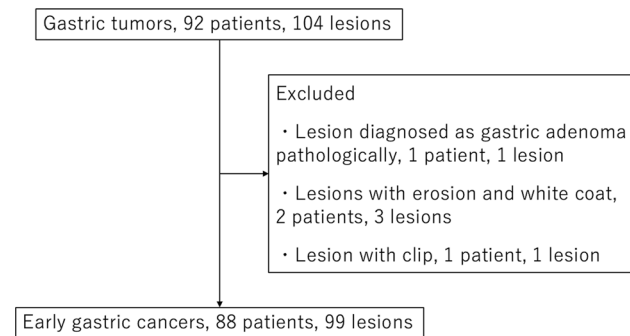 Gastric tumors, 92 patients, 104 lesions
Excluded
・Lesion diagnosed as gastric adenoma
pathologically, 1 patient, 1 lesion
・Lesions with erosion and white coat,
2 patients, 3 lesions
・Lesion with clip, 1 patient, 1 lesion
Early gastric cancers, 88 patients, 99 lesions